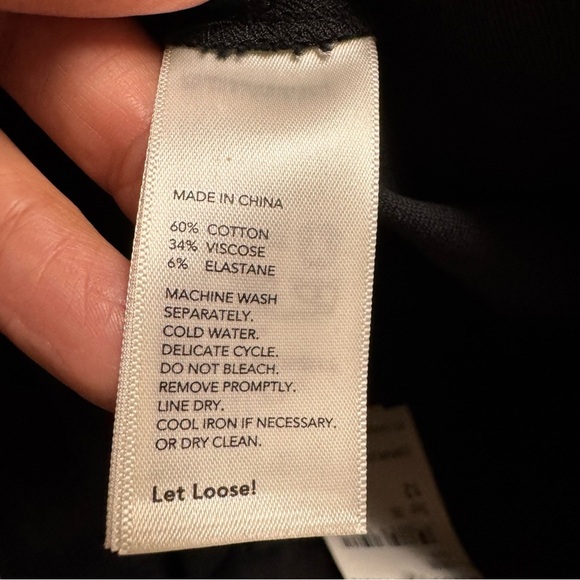 MADE IN CHINA
60% COTTON
34% VISCOSE
6% ELASTANE
MACHINE WASH
SEPARATELY.
COLD WATER.
DELICATE CYCLE.
DO NOT BLEACH.
REMOVE PROMPTLY.
LINE DRY.
COOL IRON IF NECESSARY.
OR DRY CLEAN.
Let Loose!
12